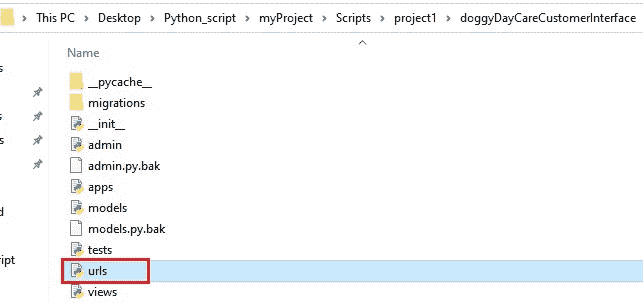 This PC > Desktop > Python_script > myProject > Scripts > project1 > doggyDayCareCustomerInterface
Name
__pycache__
migrations
__init__
admin
admin.py.bak
apps
models
models.py.bak
tests
urls
ript
views